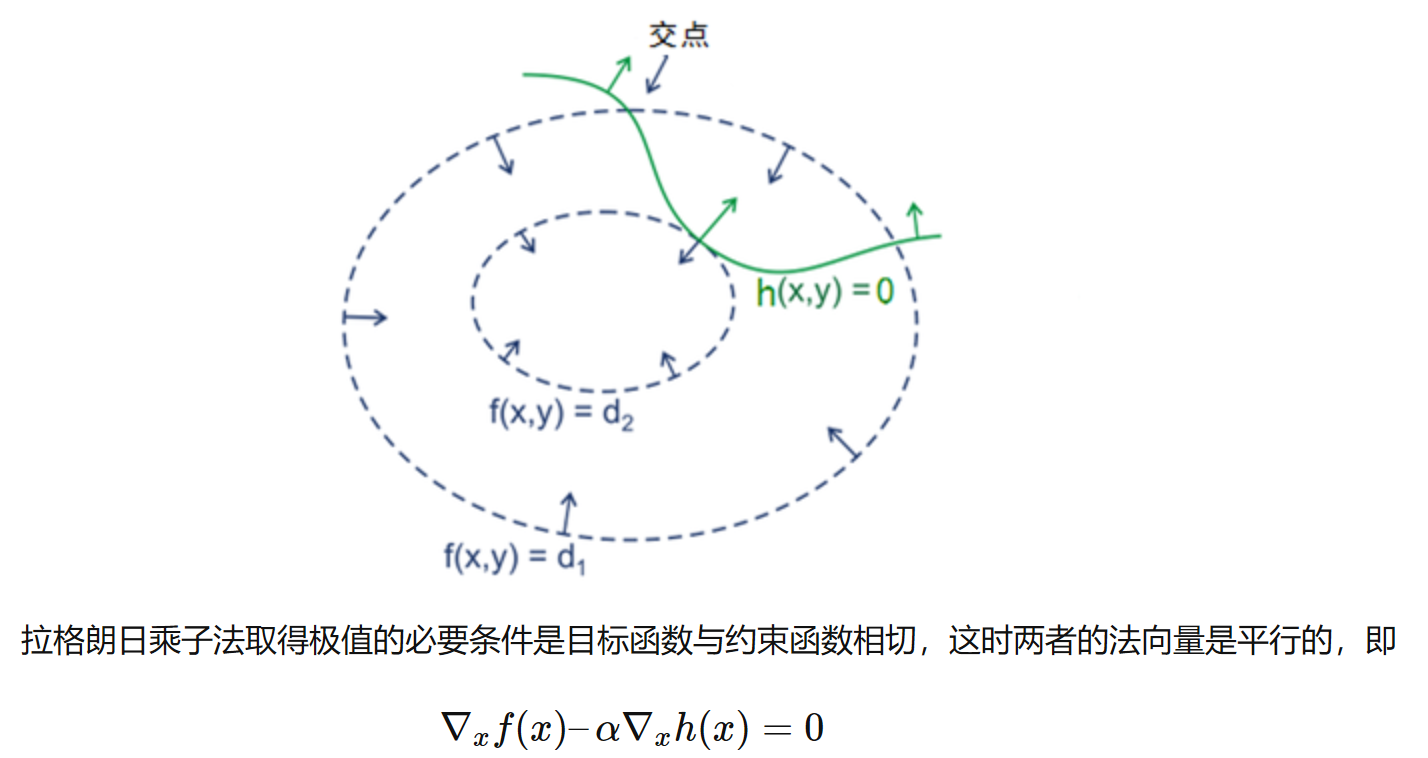 交点
h(x,y) = 0
f(x,y) = d₂
f(x,y) = d₁
拉格朗日乘子法取得极值的必要条件是目标函数与约束函数相切，这时两者的法向量是平行的，即
∇ₓf(x)–α∇ₓh(x) = 0